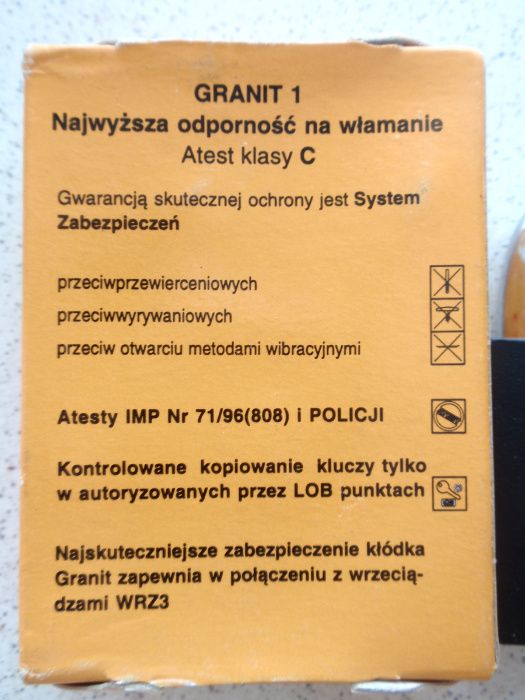 GRANIT 1
Najwyższa odporność na włamanie
Atest klasy C
Gwarancją skutecznej ochrony jest System
Zabezpieczeń
przeciwprzewierceniowych
przeciwwyrywaniowych
przeciw otwarciu metodami wibracyjnymi
Atesty IMP Nr 71/96(808) i POLICJI
Kontrolowane kopiowanie kluczy tylko
w autoryzowanych przez LOB punktach
Najskuteczniejsze zabezpieczenie kłódka
Granit zapewnia w połączeniu z wrzecią-
dzami WRZ3